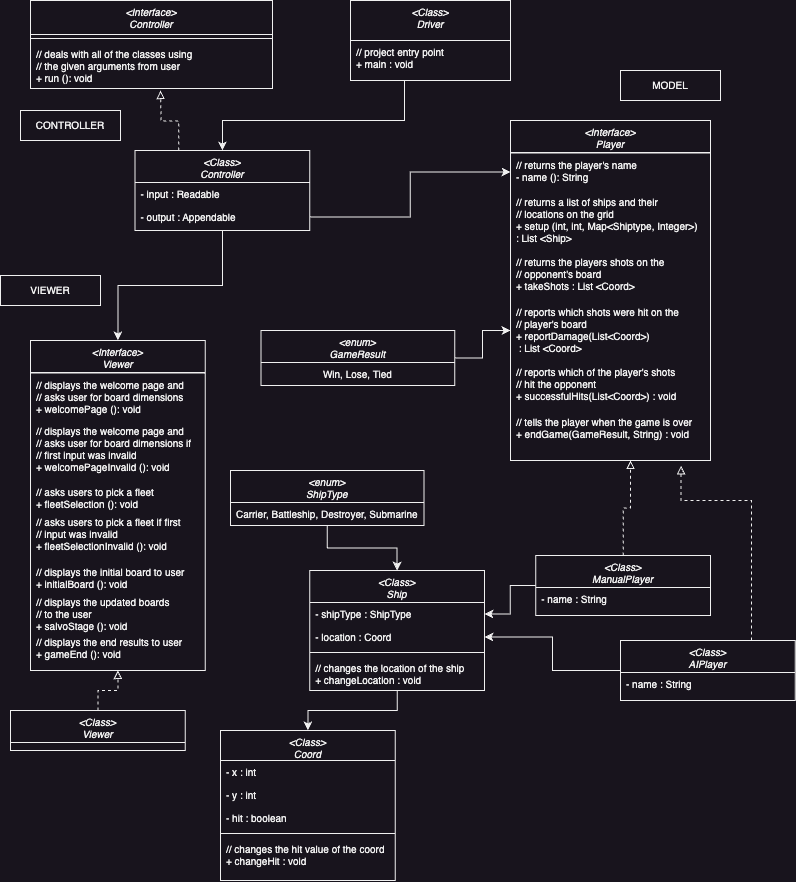 <Interface>
Controller
// deals with all of the classes using
// the given arguments from user
+ run (): void
<Class>
Driver
// project entry point
+ main : void
MODEL
CONTROLLER
<Class>
Controller
- input : Readable
- output : Appendable
<Interface>
Player
// returns the player's name
- name (): String
// returns a list of ships and their
// locations on the grid
+ setup (int, int, Map<Shiptype, Integer>)
: List <Ship>
// returns the players shots on the
// opponent's board
+ takeShots : List <Coord>
// reports which shots were hit on the
// player's board
+ reportDamage(List<Coord>)
: List <Coord>
// reports which of the player's shots
// hit the opponent
+ successfulHits(List<Coord>) : void
// tells the player when the game is over
+ endGame(GameResult, String) : void
VIEWER
<Interface>
Viewer
// displays the welcome page and
// asks user for board dimensions
+ welcomePage (): void
// displays the welcome page and
// asks user for board dimensions if
// first input was invalid
+ welcomePageInvalid (): void
// asks users to pick a fleet
+ fleetSelection (): void
// asks users to pick a fleet if first
// input was invalid
+ fleetSelectionInvalid (): void
// displays the initial board to user
+ initialBoard (): void
// displays the updated boards
// to the user
+ salvoStage (): void
// displays the end results to user
+ gameEnd (): void
<enum>
GameResult
Win, Lose, Tied
<enum>
ShipType
Carrier, Battleship, Destroyer, Submarine
<Class>
Ship
- shipType : ShipType
- location : Coord
// changes the location of the ship
+ changeLocation : void
<Class>
ManualPlayer
- name : String
<Class>
AIPlayer
- name : String
<Class>
Viewer
<Class>
Coord
- x : int
- y : int
- hit : boolean
// changes the hit value of the coord
+ changeHit : void